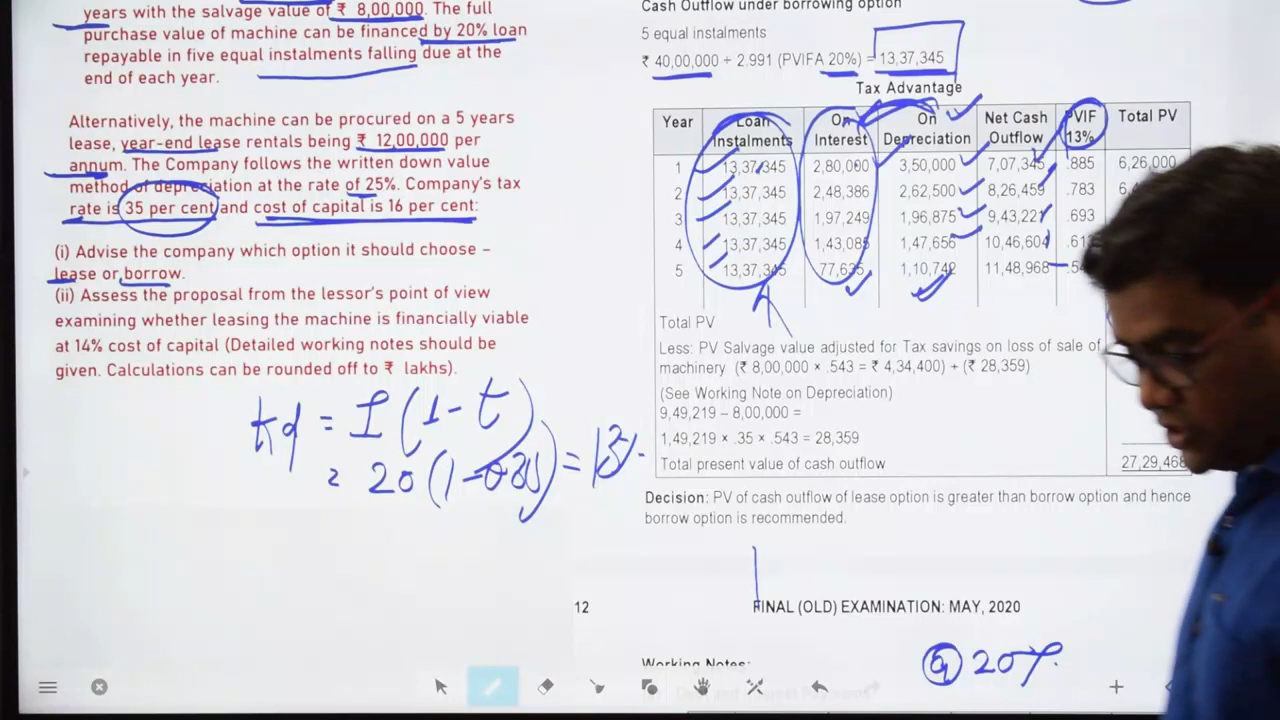 years with the salvage value of ₹ 8,00,000. The full
purchase value of machine can be financed by 20% loan
repayable in five equal instalments falling due at the
end of each year.
Alternatively, the machine can be procured on a 5 years
lease, year-end lease rentals being ₹ 12,00,000 per
annum. The Company follows the written down value
method of depreciation at the rate of 25%. Company's tax
rate is 35 per cent and cost of capital is 16 per cent:
(i) Advise the company which option it should choose –
lease or borrow.
(ii) Assess the proposal from the lessor's point of view
examining whether leasing the machine is financially viable
at 14% cost of capital (Detailed working notes should be
given. Calculations can be rounded off to ₹ lakhs).
Kd = I (1 - t)
= 20 (1 - 0.35) = 13%.
Cash Outflow under borrowing option
5 equal instalments
₹ 40,00,000 ÷ 2.991 (PVIFA 20%) = 13,37,345
Tax Advantage
Year Loan Instalments On Interest On Depreciation Net Cash Outflow PVIF 13% Total PV
1 13,37,345 2,80,000 3,50,000 7,07,345 .885 6,26,000
2 13,37,345 2,48,386 2,62,500 8,26,459 .783
3 13,37,345 1,97,249 1,96,875 9,43,221 .693
4 13,37,345 1,43,085 1,47,656 10,46,604
5 13,37,345 77,635 1,10,742 11,48,968
Total PV
Less: PV Salvage value adjusted for Tax savings on loss of sale of
machinery (₹ 8,00,000 × .543 = ₹ 4,34,400) + (₹ 28,359)
(See Working Note on Depreciation)
9,49,219 – 8,00,000 =
1,49,219 × .35 × .543 = 28,359
Total present value of cash outflow 27,29,468
Decision: PV of cash outflow of lease option is greater than borrow option and hence
borrow option is recommended.
12 FINAL (OLD) EXAMINATION: MAY, 2020
Working Notes:
20%.